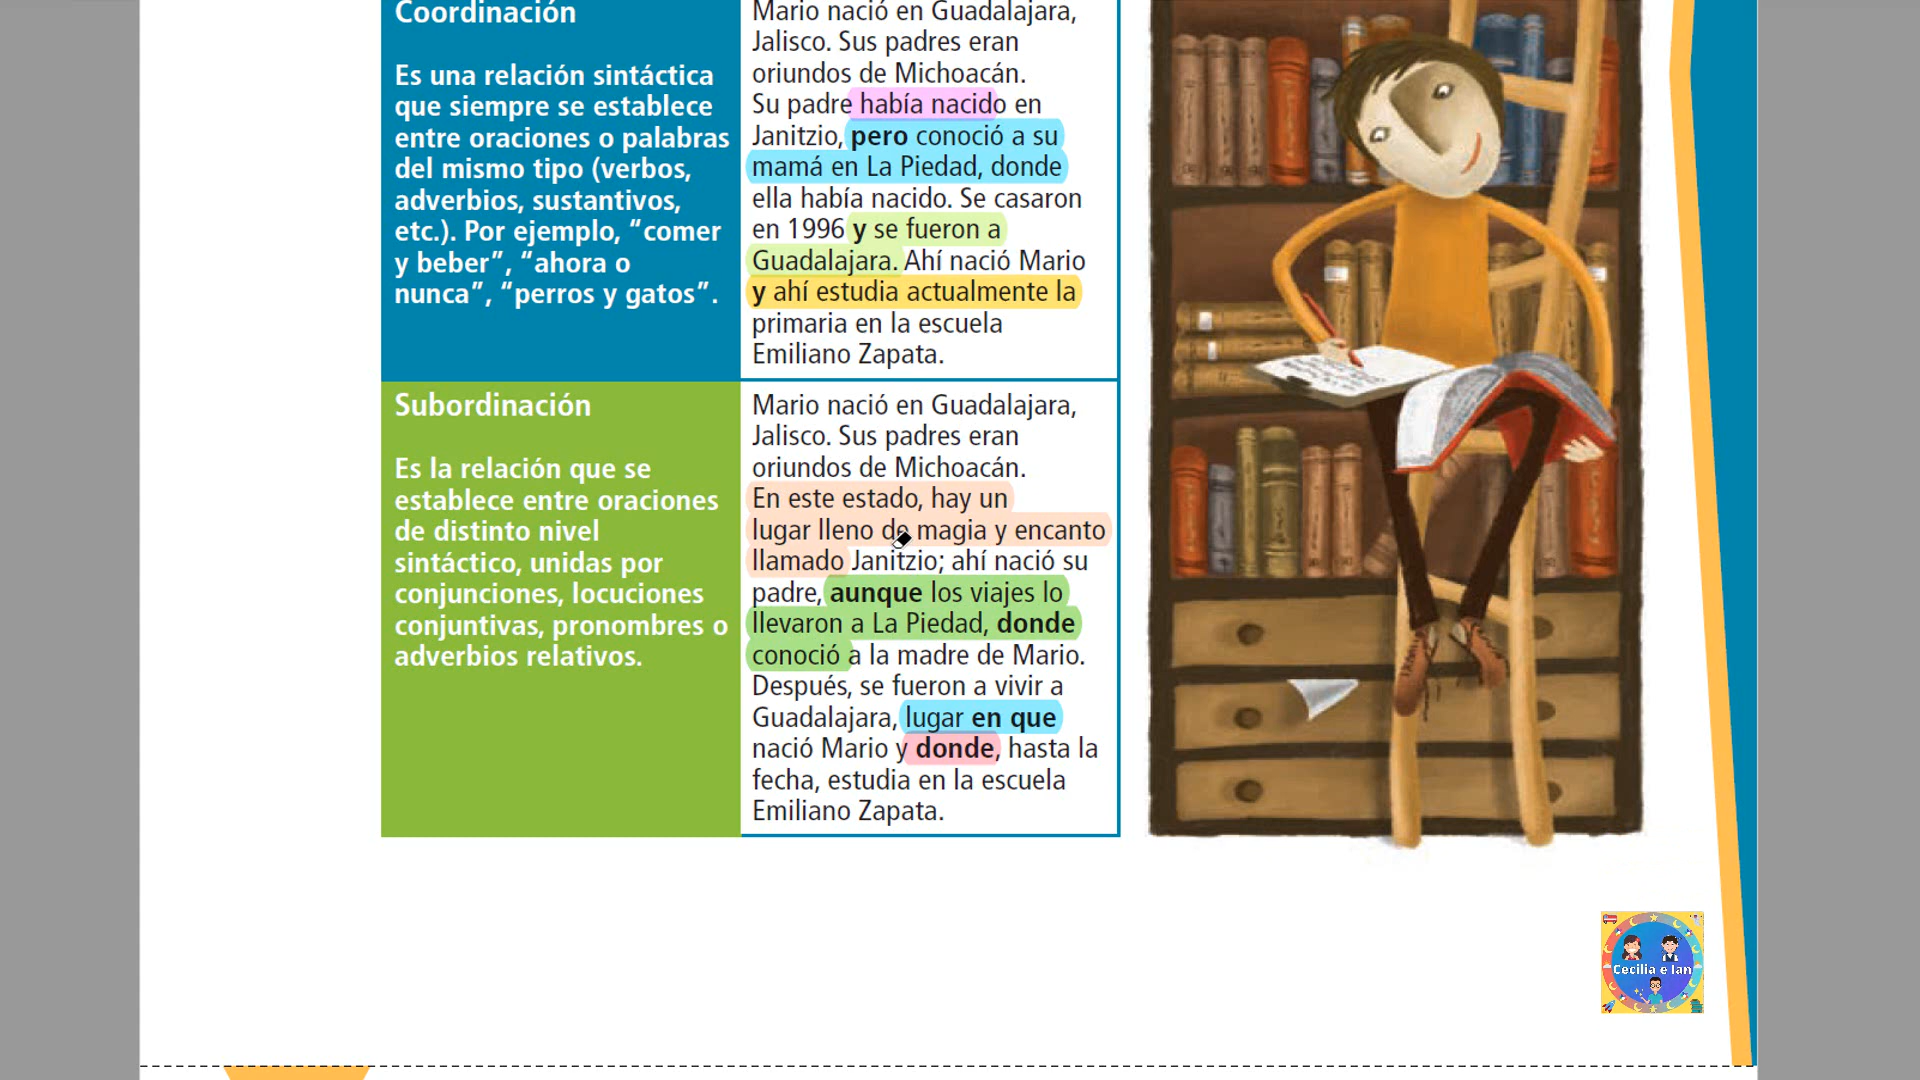 Coordinación
Es una relación sintáctica
que siempre se establece
entre oraciones o palabras
del mismo tipo (verbos,
adverbios, sustantivos,
etc.). Por ejemplo, “comer
y beber”, “ahora o
nunca”, “perros y gatos”.
Mario nació en Guadalajara,
Jalisco. Sus padres eran
oriundos de Michoacán.
Su padre había nacido en
Janitzio, pero conoció a su
mamá en La Piedad, donde
ella había nacido. Se casaron
en 1996 y se fueron a
Guadalajara. Ahí nació Mario
y ahí estudia actualmente la
primaria en la escuela
Emiliano Zapata.
Subordinación
Es la relación que se
establece entre oraciones
de distinto nivel
sintáctico, unidas por
conjunciones, locuciones
conjuntivas, pronombres o
adverbios relativos.
Mario nació en Guadalajara,
Jalisco. Sus padres eran
oriundos de Michoacán.
En este estado, hay un
lugar lleno de magia y encanto
llamado Janitzio; ahí nació su
padre, aunque los viajes lo
llevaron a La Piedad, donde
conoció a la madre de Mario.
Después, se fueron a vivir a
Guadalajara, lugar en que
nació Mario y donde, hasta la
fecha, estudia en la escuela
Emiliano Zapata.
Cecilia e Ian